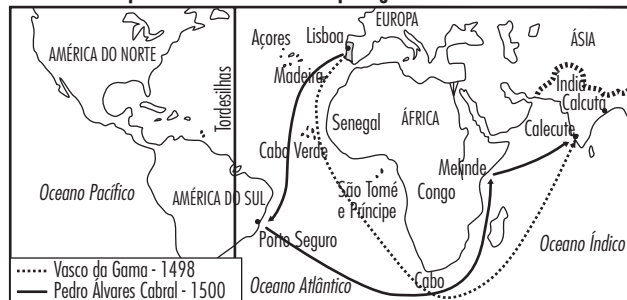 EUROPA
Lisboa
ÁSIA
AMÉRICA DO NORTE
Açores
Madeira
Tordesilhas
India
Calcuta
ÁFRICA
Senegal
Calecute
Cabo Verde
Melinde
Oceano Pacífico
AMÉRICA DO SUL
São Tomé
e Príncipe
Congo
Porto Seguro
Oceano Índico
Vasco da Gama - 1498
Pedro Álvares Cabral - 1500
Oceano Atlântico
Cabo